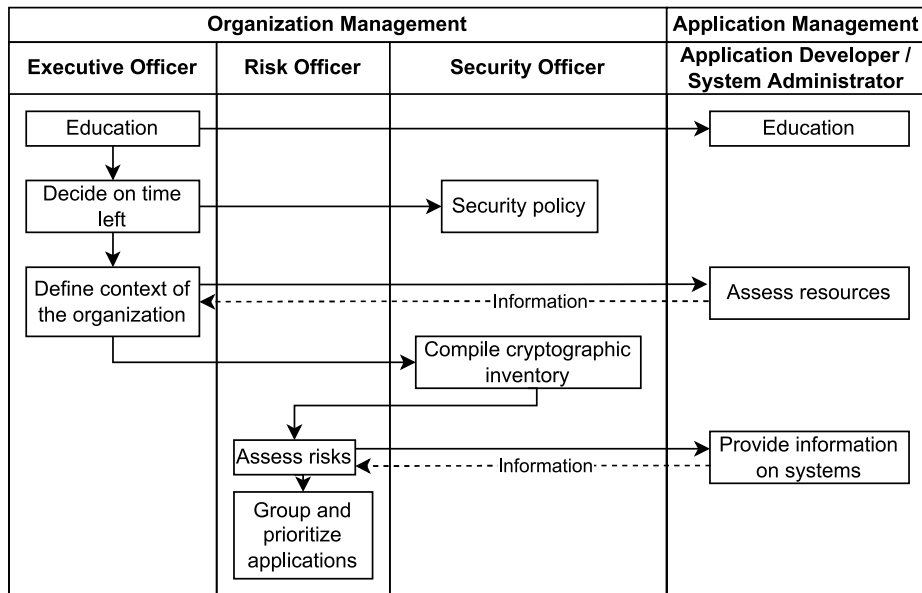 Organization Management
Application Management
Executive Officer
Risk Officer
Security Officer
Application Developer /
System Administrator
Education
Education
Decide on time
left
Security policy
Define context of
the organization
Information
Assess resources
Compile cryptographic
inventory
Assess risks
Information
Provide information
on systems
Group and
prioritize
applications